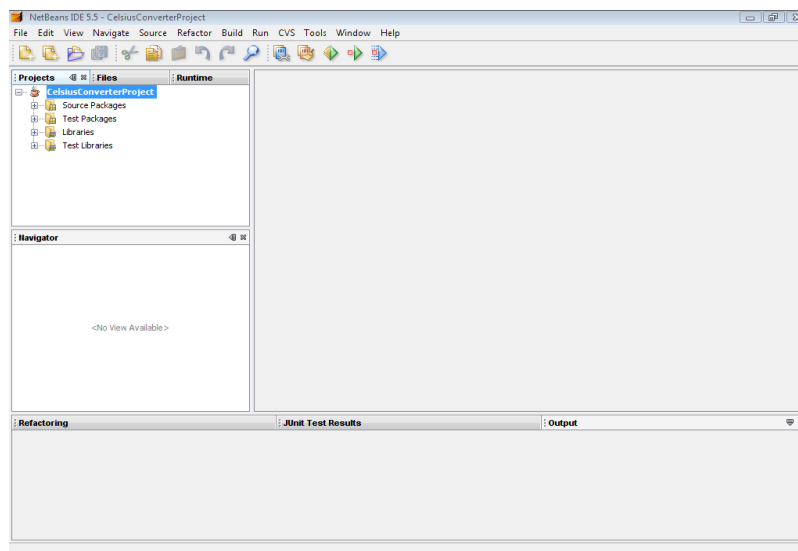 NetBeans IDE 5.5 - CelsiusConverterProject
File Edit View Navigate Source Refactor Build Run CVS Tools Window Help
Projects Files Runtime
CelsiusConverterProject
Source Packages
Test Packages
Libraries
Test Libraries
Navigator
<No View Available>
Refactoring JUnit Test Results Output